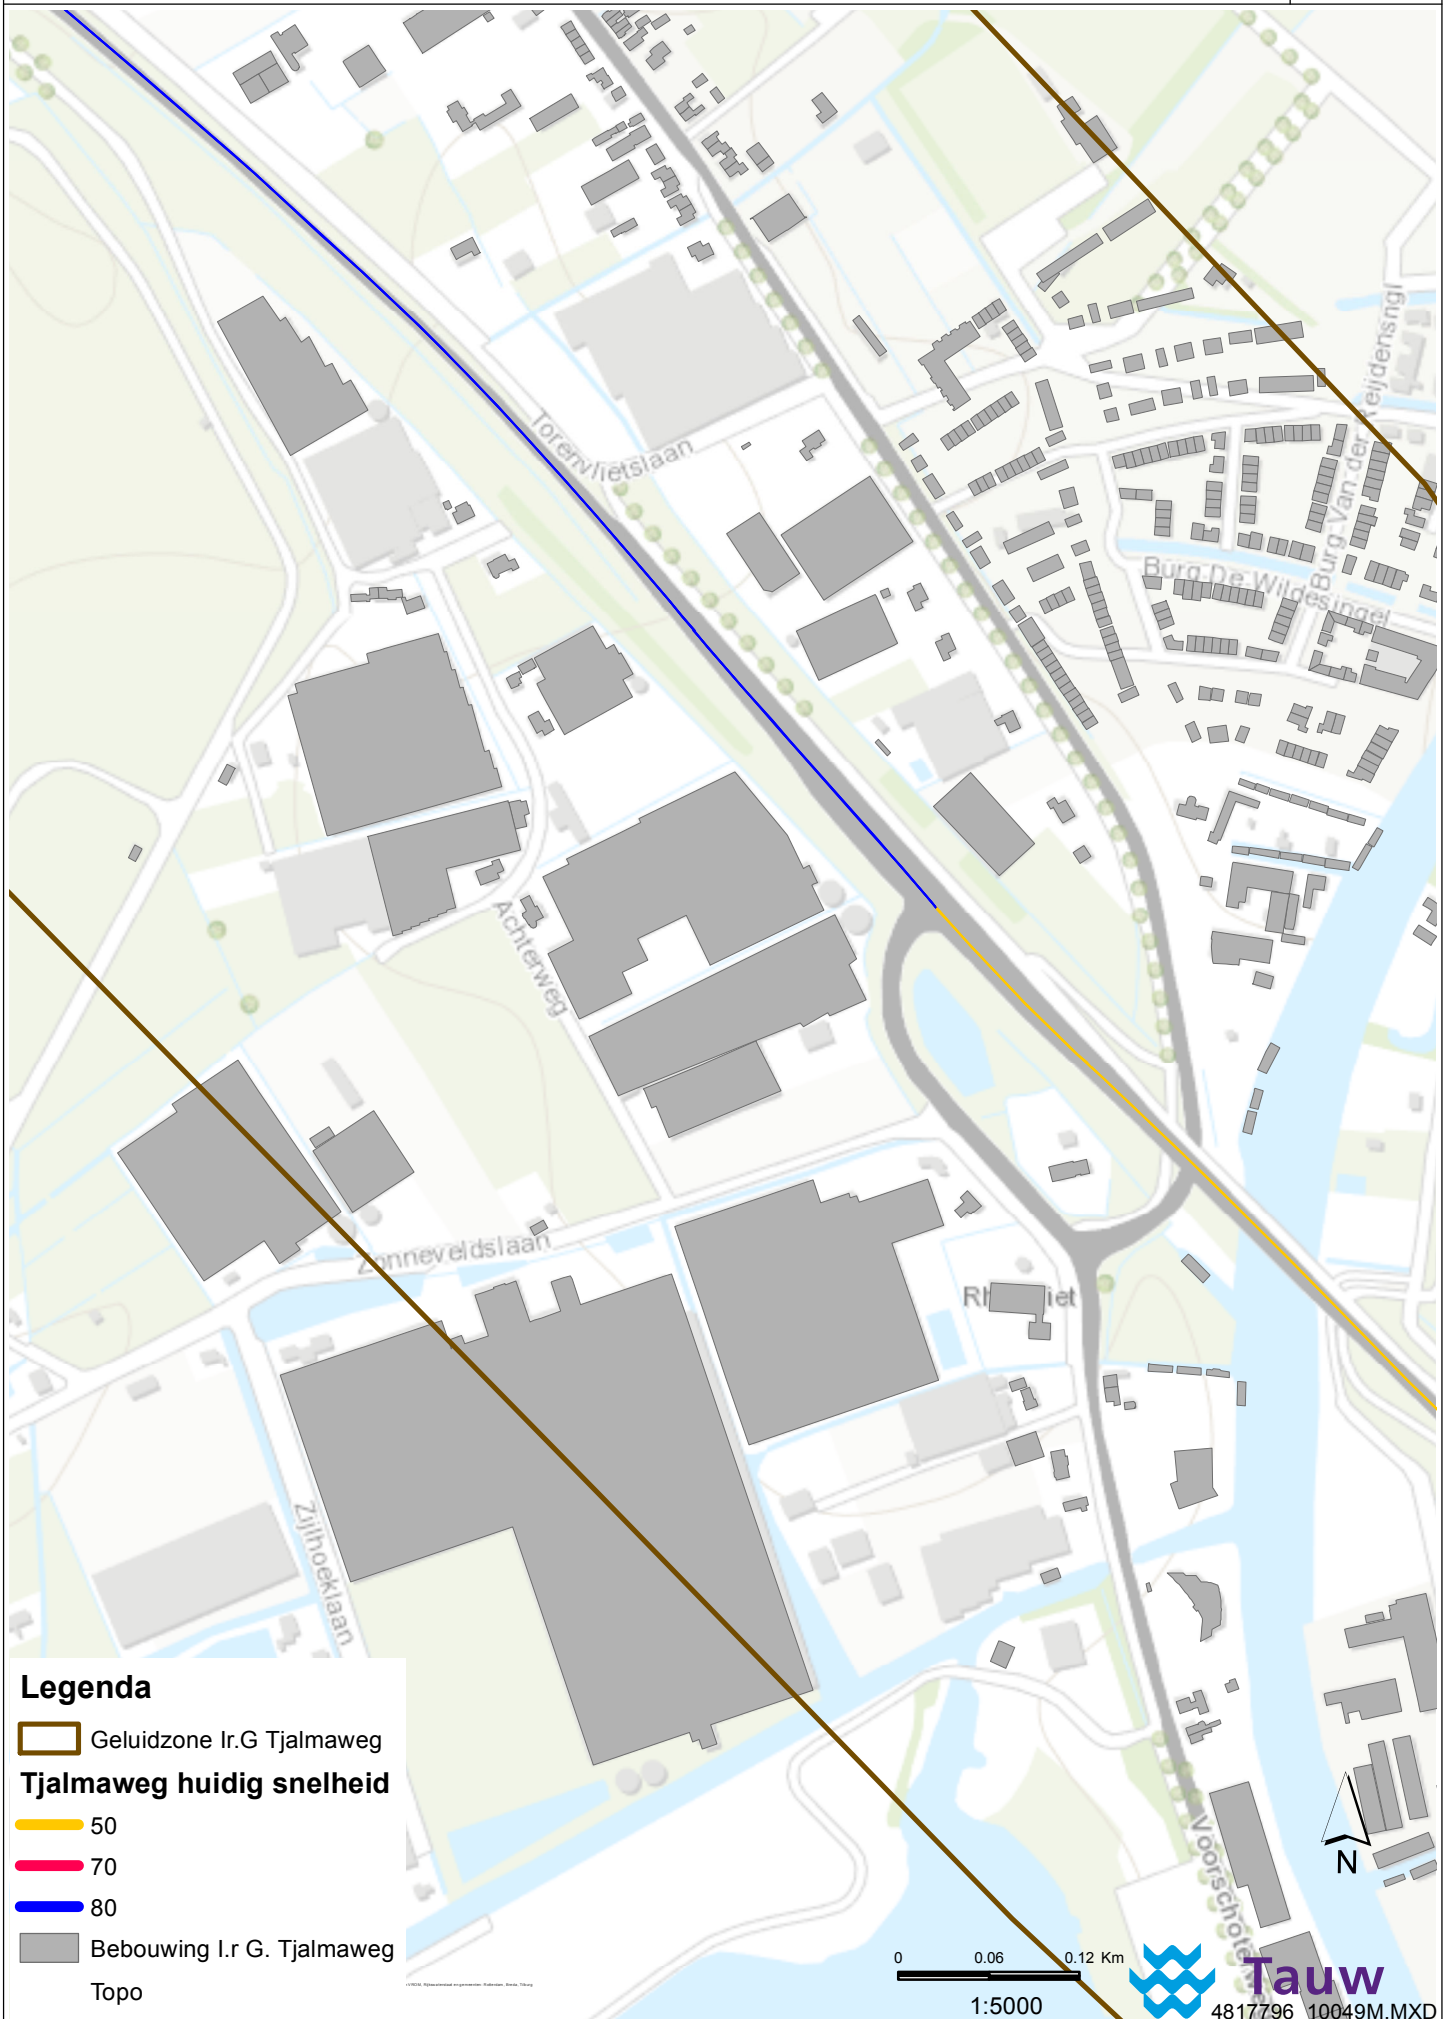 Torenvlietslaan
Burg.Van.der.Reijdensngl
Burg.De.Wildesingel
Achterweg
Zonneveldslaan
Zijlhoeklaan
Legenda
Geluidzone Ir.G Tjalmaweg
Tjalmaweg huidig snelheid
50
70
80
Bebouwing I.r G. Tjalmaweg
Topo
0 0.06 0.12 Km
1:5000
N
Tauw
4817796_10049M.MXD